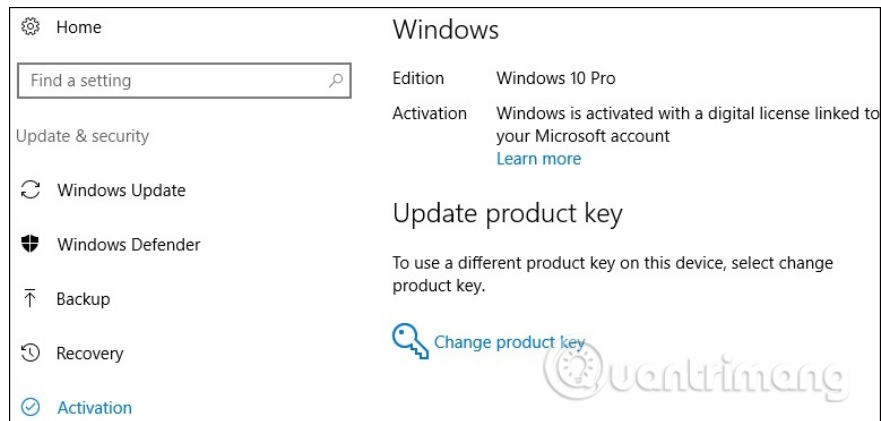 Home
Find a setting
Update & security
Windows Update
Windows Defender
Backup
Recovery
Activation
Windows
Edition Windows 10 Pro
Activation Windows is activated with a digital license linked to
your Microsoft account
Learn more
Update product key
To use a different product key on this device, select change
product key.
Change product key
Quantrimang